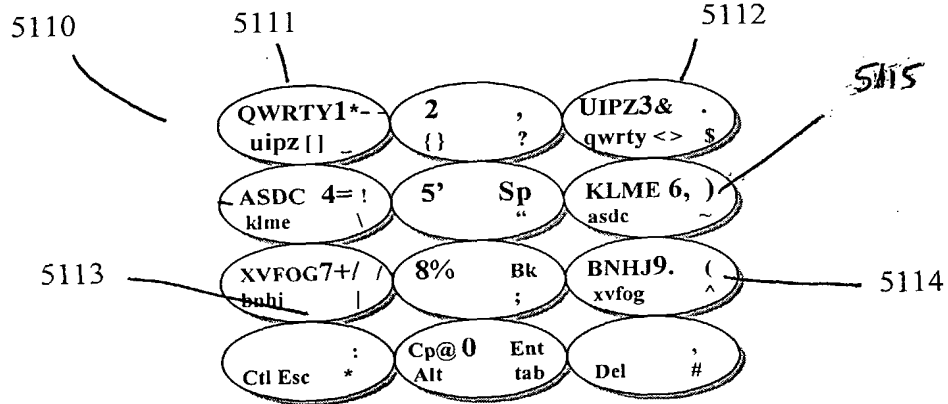 5110 5111 5112
5115
QWRTY1*- - 2 , UIPZ3& .
uipz [] _ {} ? qwrty <> $
ASDC 4= ! 5' Sp KLME 6, )
klme \ “ asdc ~
5113 XVFOG7+/ / 8% Bk BNHJ9. ( 5114
bnhj | ; xvfog ^
: Cp@ 0 Ent ,
Ctl Esc * Alt tab Del #